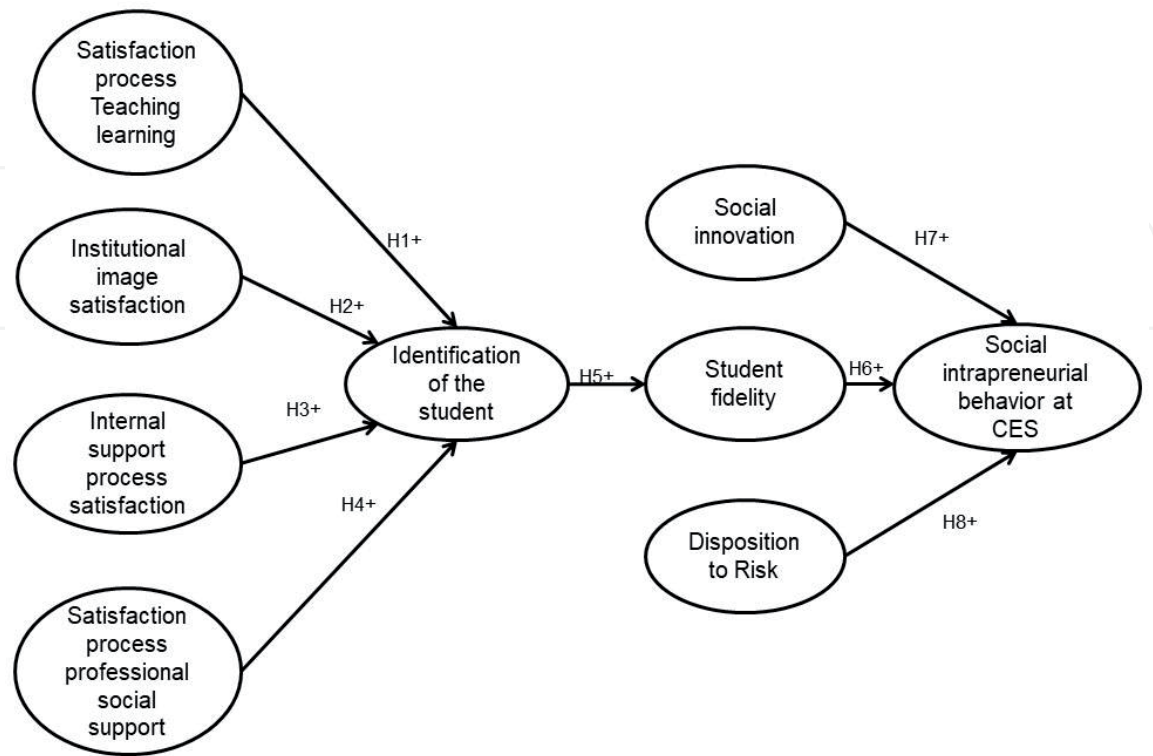 Satisfaction
process
Teaching
learning
H1+
Institutional
image
satisfaction
H2+
Internal
support
process
satisfaction
H3+
Satisfaction
process
professional
social
support
H4+
Identification
of the
student
H5+
Social
innovation
H7+
Student
fidelity
H6+
Disposition
to Risk
H8+
Social
intrapreneurial
behavior at
CES